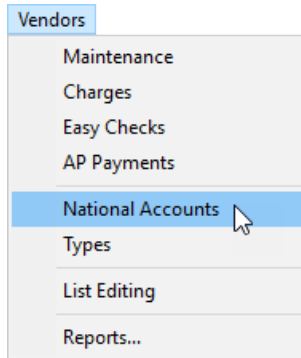 Vendors
Maintenance
Charges
Easy Checks
AP Payments
National Accounts
Types
List Editing
Reports...